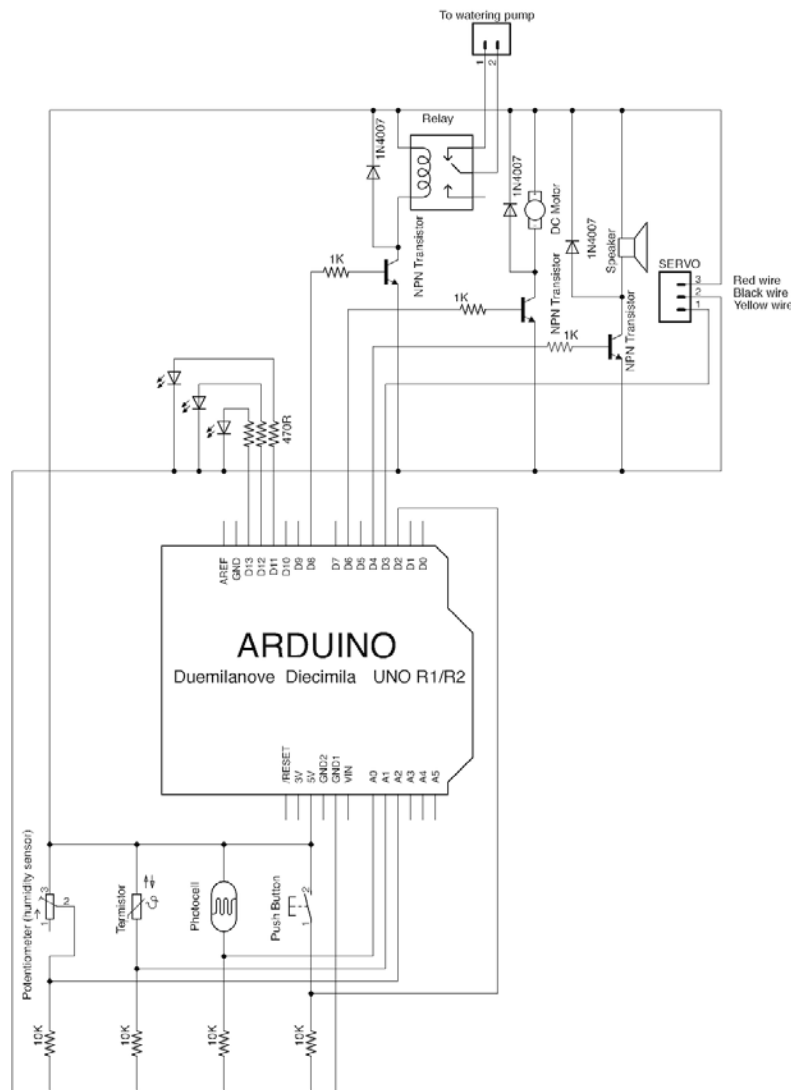 To watering pump
1
2
Relay
1N4007
1N4007
DC Motor
1N4007
Speaker
SERVO
3
2
1
Red wire
Black wire
Yellow wire
NPN Transistor
NPN Transistor
NPN Transistor
1K
1K
1K
470R
AREF
GND
D13
D12
D11
D10
D9
D8
D7
D6
D5
D4
D3
D2
D1
D0
ARDUINO
Duemilanove Diecimila UNO R1/R2
/RESET
3V
5V
GND2
GND1
VIN
A0
A1
A2
A3
A4
A5
Potentiometer (humidity sensor)
3
2
1
Termistor
Photocell
Push Button
2
1
10K
10K
10K
10K